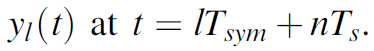 y_l(t) at t = lT_sym + nT_s.